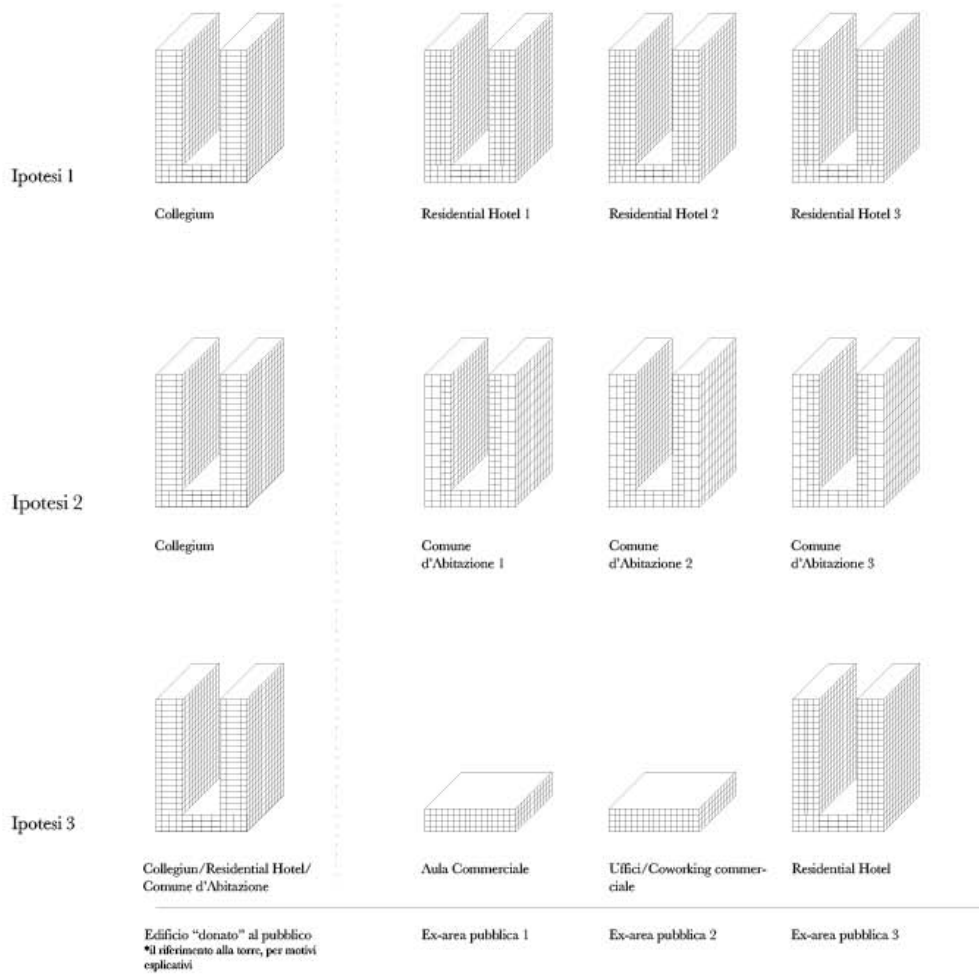 Ipotesi 1
Collegium
Residential Hotel 1
Residential Hotel 2
Residential Hotel 3
Ipotesi 2
Collegium
Comune
d'Abitazione 1
Comune
d'Abitazione 2
Comune
d'Abitazione 3
Ipotesi 3
Collegiun/Residential Hotel/
Comune d'Abitazione
Aula Commerciale
Uffici/Coworking commer-
ciale
Residential Hotel
Edificio "donato" al pubblico
*il riferimento alla torre, per motivi
esplicativi
Ex-area pubblica 1
Ex-area pubblica 2
Ex-area pubblica 3